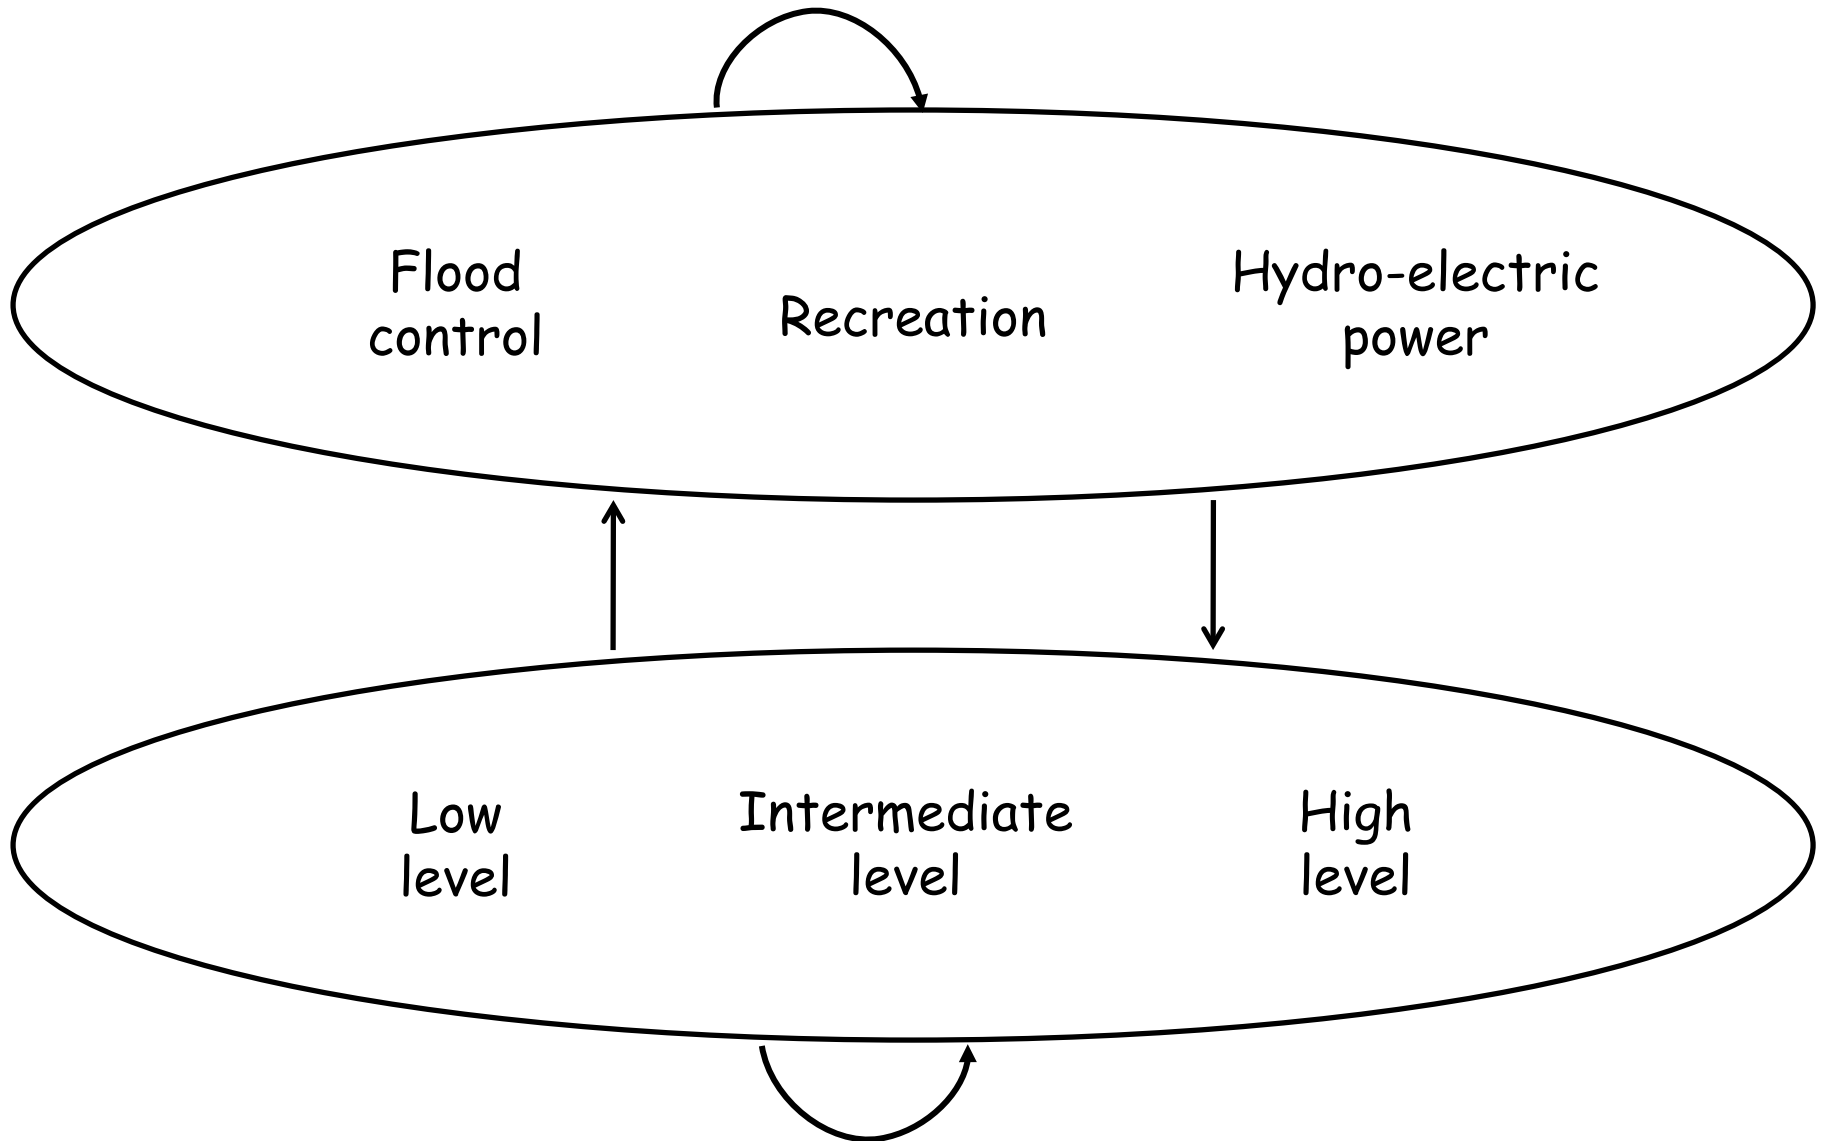 Flood
control
Recreation
Hydro-electric
power
Low
level
Intermediate
level
High
level